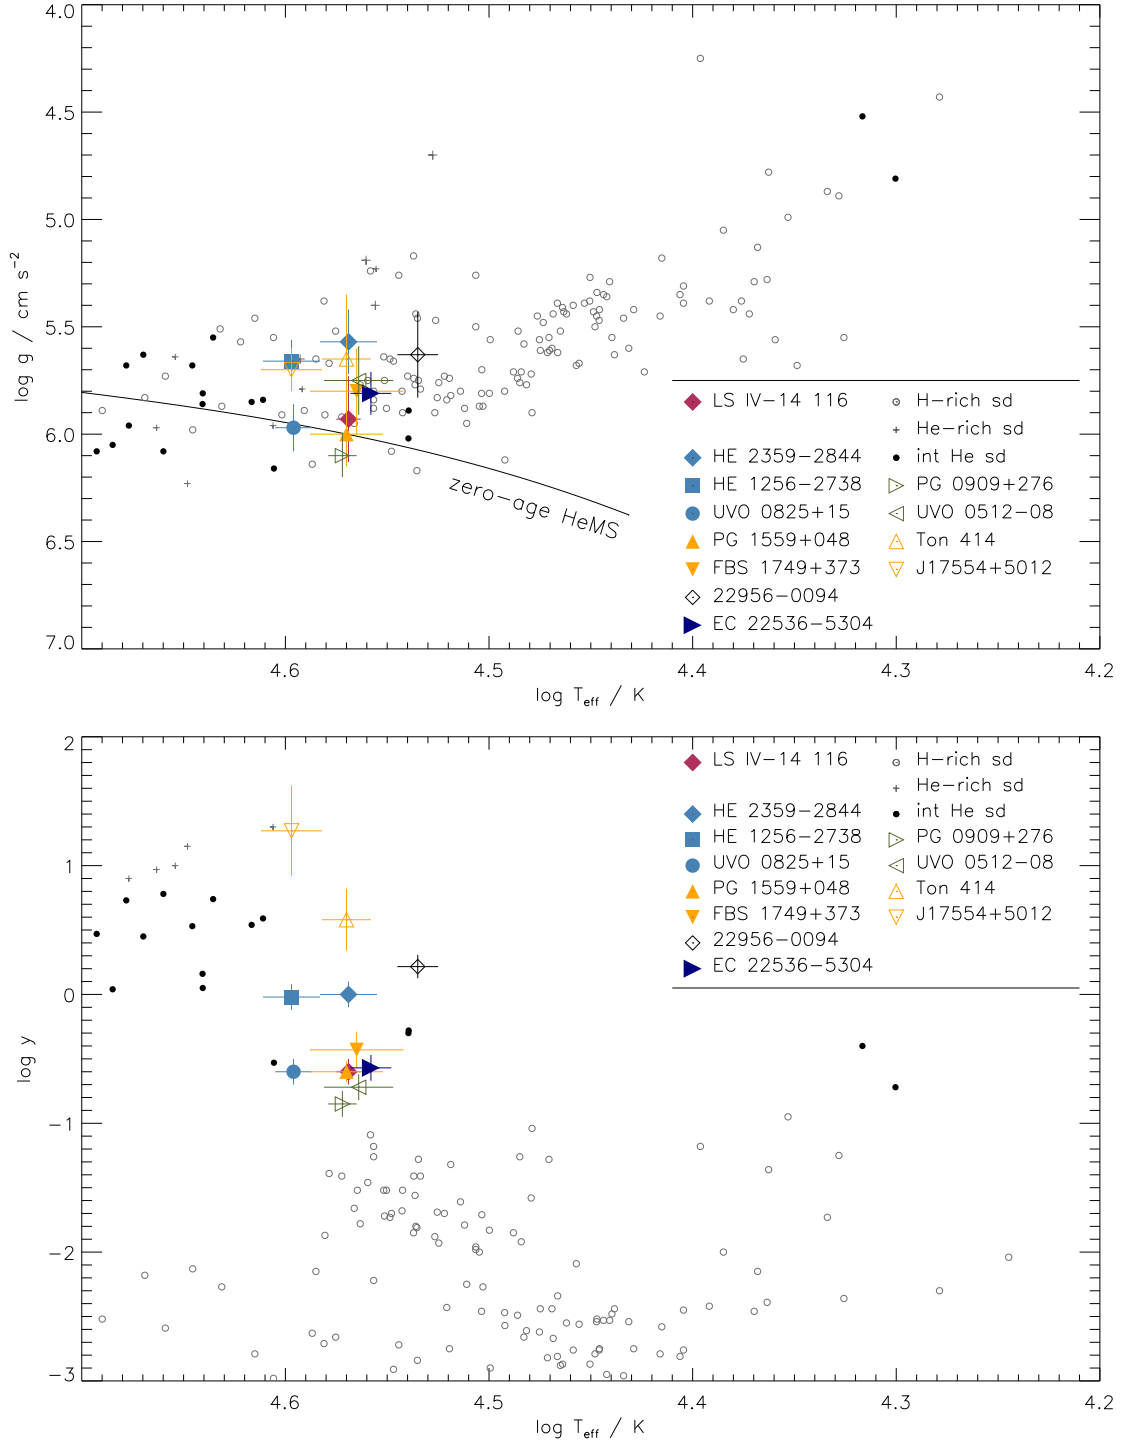 4.0
4.5
5.0
5.5
6.0
6.5
7.0
log g / cm s⁻²
zero-age HeMS
LS IV-14 116
H-rich sd
He-rich sd
HE 2359-2844
int He sd
HE 1256-2738
PG 0909+276
UVO 0825+15
UVO 0512-08
PG 1559+048
Ton 414
FBS 1749+373
J17554+5012
22956-0094
EC 22536-5304
4.6
4.5
4.4
4.3
4.2
log T_eff / K
2
1
0
-1
-2
-3
log y
LS IV-14 116
H-rich sd
He-rich sd
HE 2359-2844
int He sd
HE 1256-2738
PG 0909+276
UVO 0825+15
UVO 0512-08
PG 1559+048
Ton 414
FBS 1749+373
J17554+5012
22956-0094
EC 22536-5304
4.6
4.5
4.4
4.3
4.2
log T_eff / K